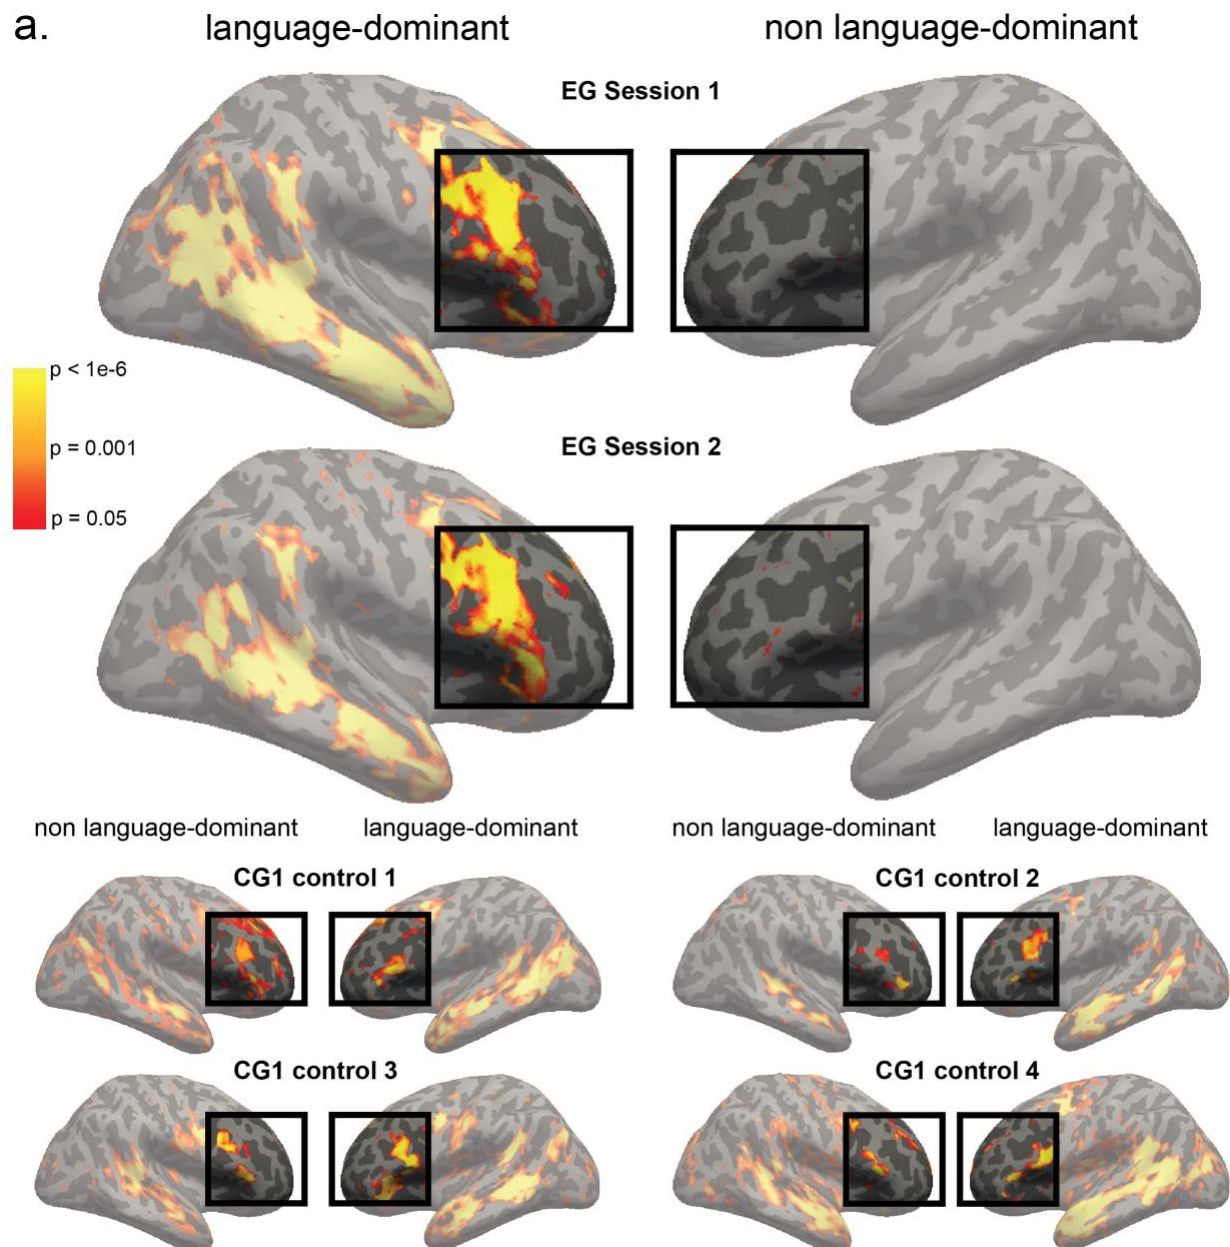 a.
language-dominant non language-dominant
EG Session 1
p < 1e-6
p = 0.001
p = 0.05
EG Session 2
non language-dominant language-dominant non language-dominant language-dominant
CG1 control 1 CG1 control 2
CG1 control 3 CG1 control 4